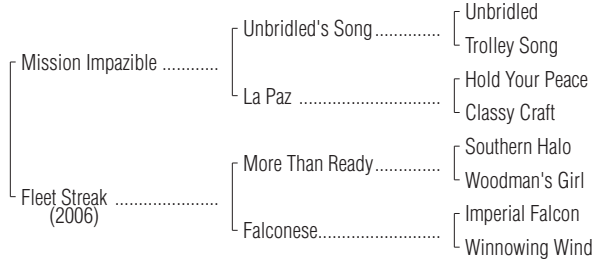 Unbridled
Unbridled's Song..............
Trolley Song
Mission Impazible ............
Hold Your Peace
La Paz ..............................
Classy Craft
Southern Halo
More Than Ready..............
Woodman's Girl
Fleet Streak ......................
(2006)
Imperial Falcon
Falconese..........................
Winnowing Wind